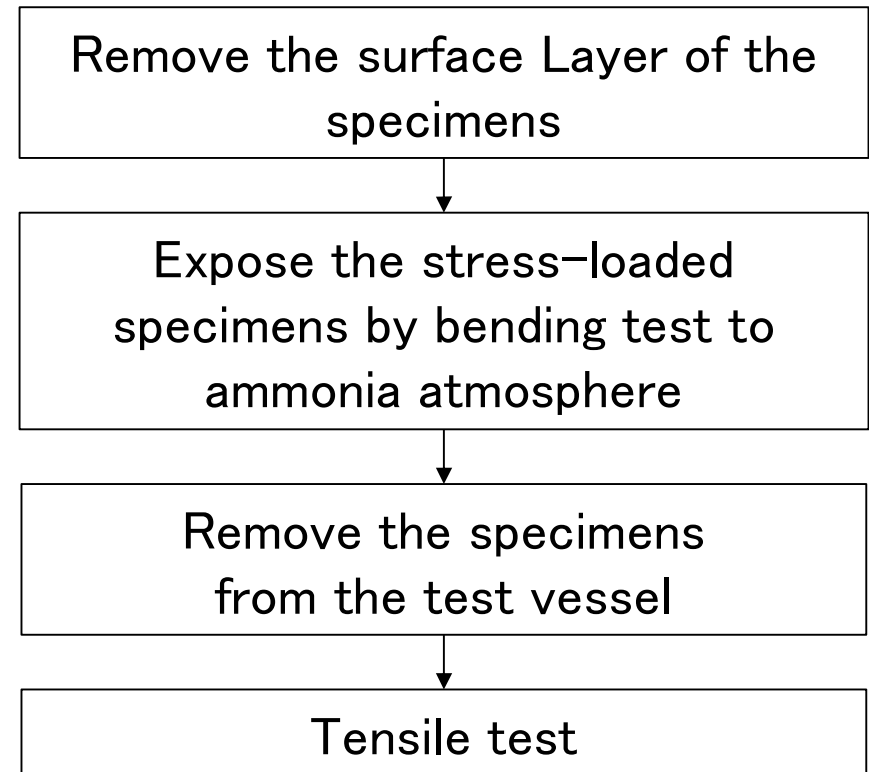 Remove the surface Layer of the
specimens
Expose the stress-loaded
specimens by bending test to
ammonia atmosphere
Remove the specimens
from the test vessel
Tensile test